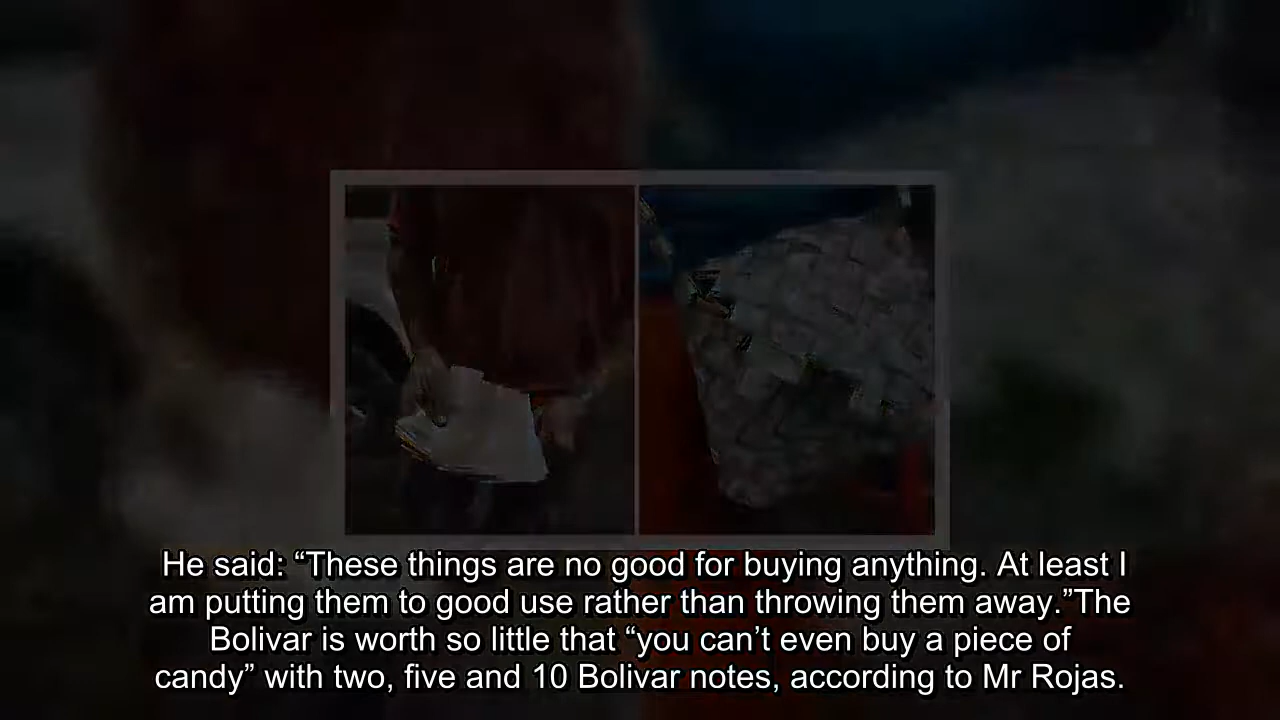 He said: “These things are no good for buying anything. At least I
am putting them to good use rather than throwing them away.”The
Bolivar is worth so little that “you can’t even buy a piece of
candy” with two, five and 10 Bolivar notes, according to Mr Rojas.